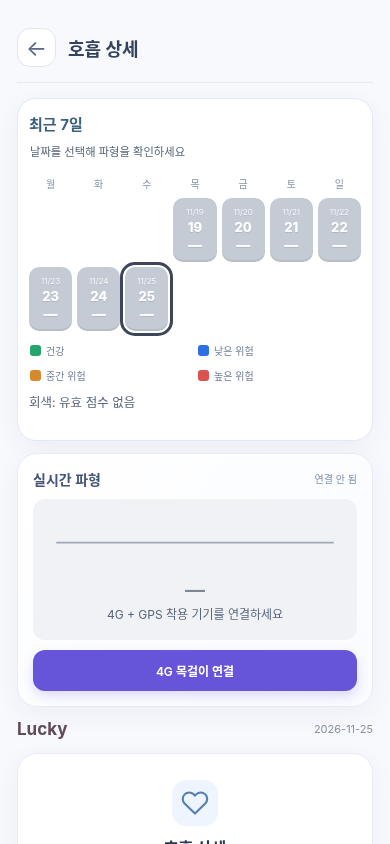 호흡 상세
최근 7일
날짜를 선택해 파형을 확인하세요
월 화 수 목 금 토 일
11/19 11/20 11/21 11/22
19 20 21 22
— — — —
11/23 11/24 11/25
23 24 25
— — —
건강 낮은 위험
중간 위험 높은 위험
회색: 유효 점수 없음
실시간 파형 연결 안 됨
—
4G + GPS 착용 기기를 연결하세요
4G 목걸이 연결
Lucky 2026-11-25
호흡 상세